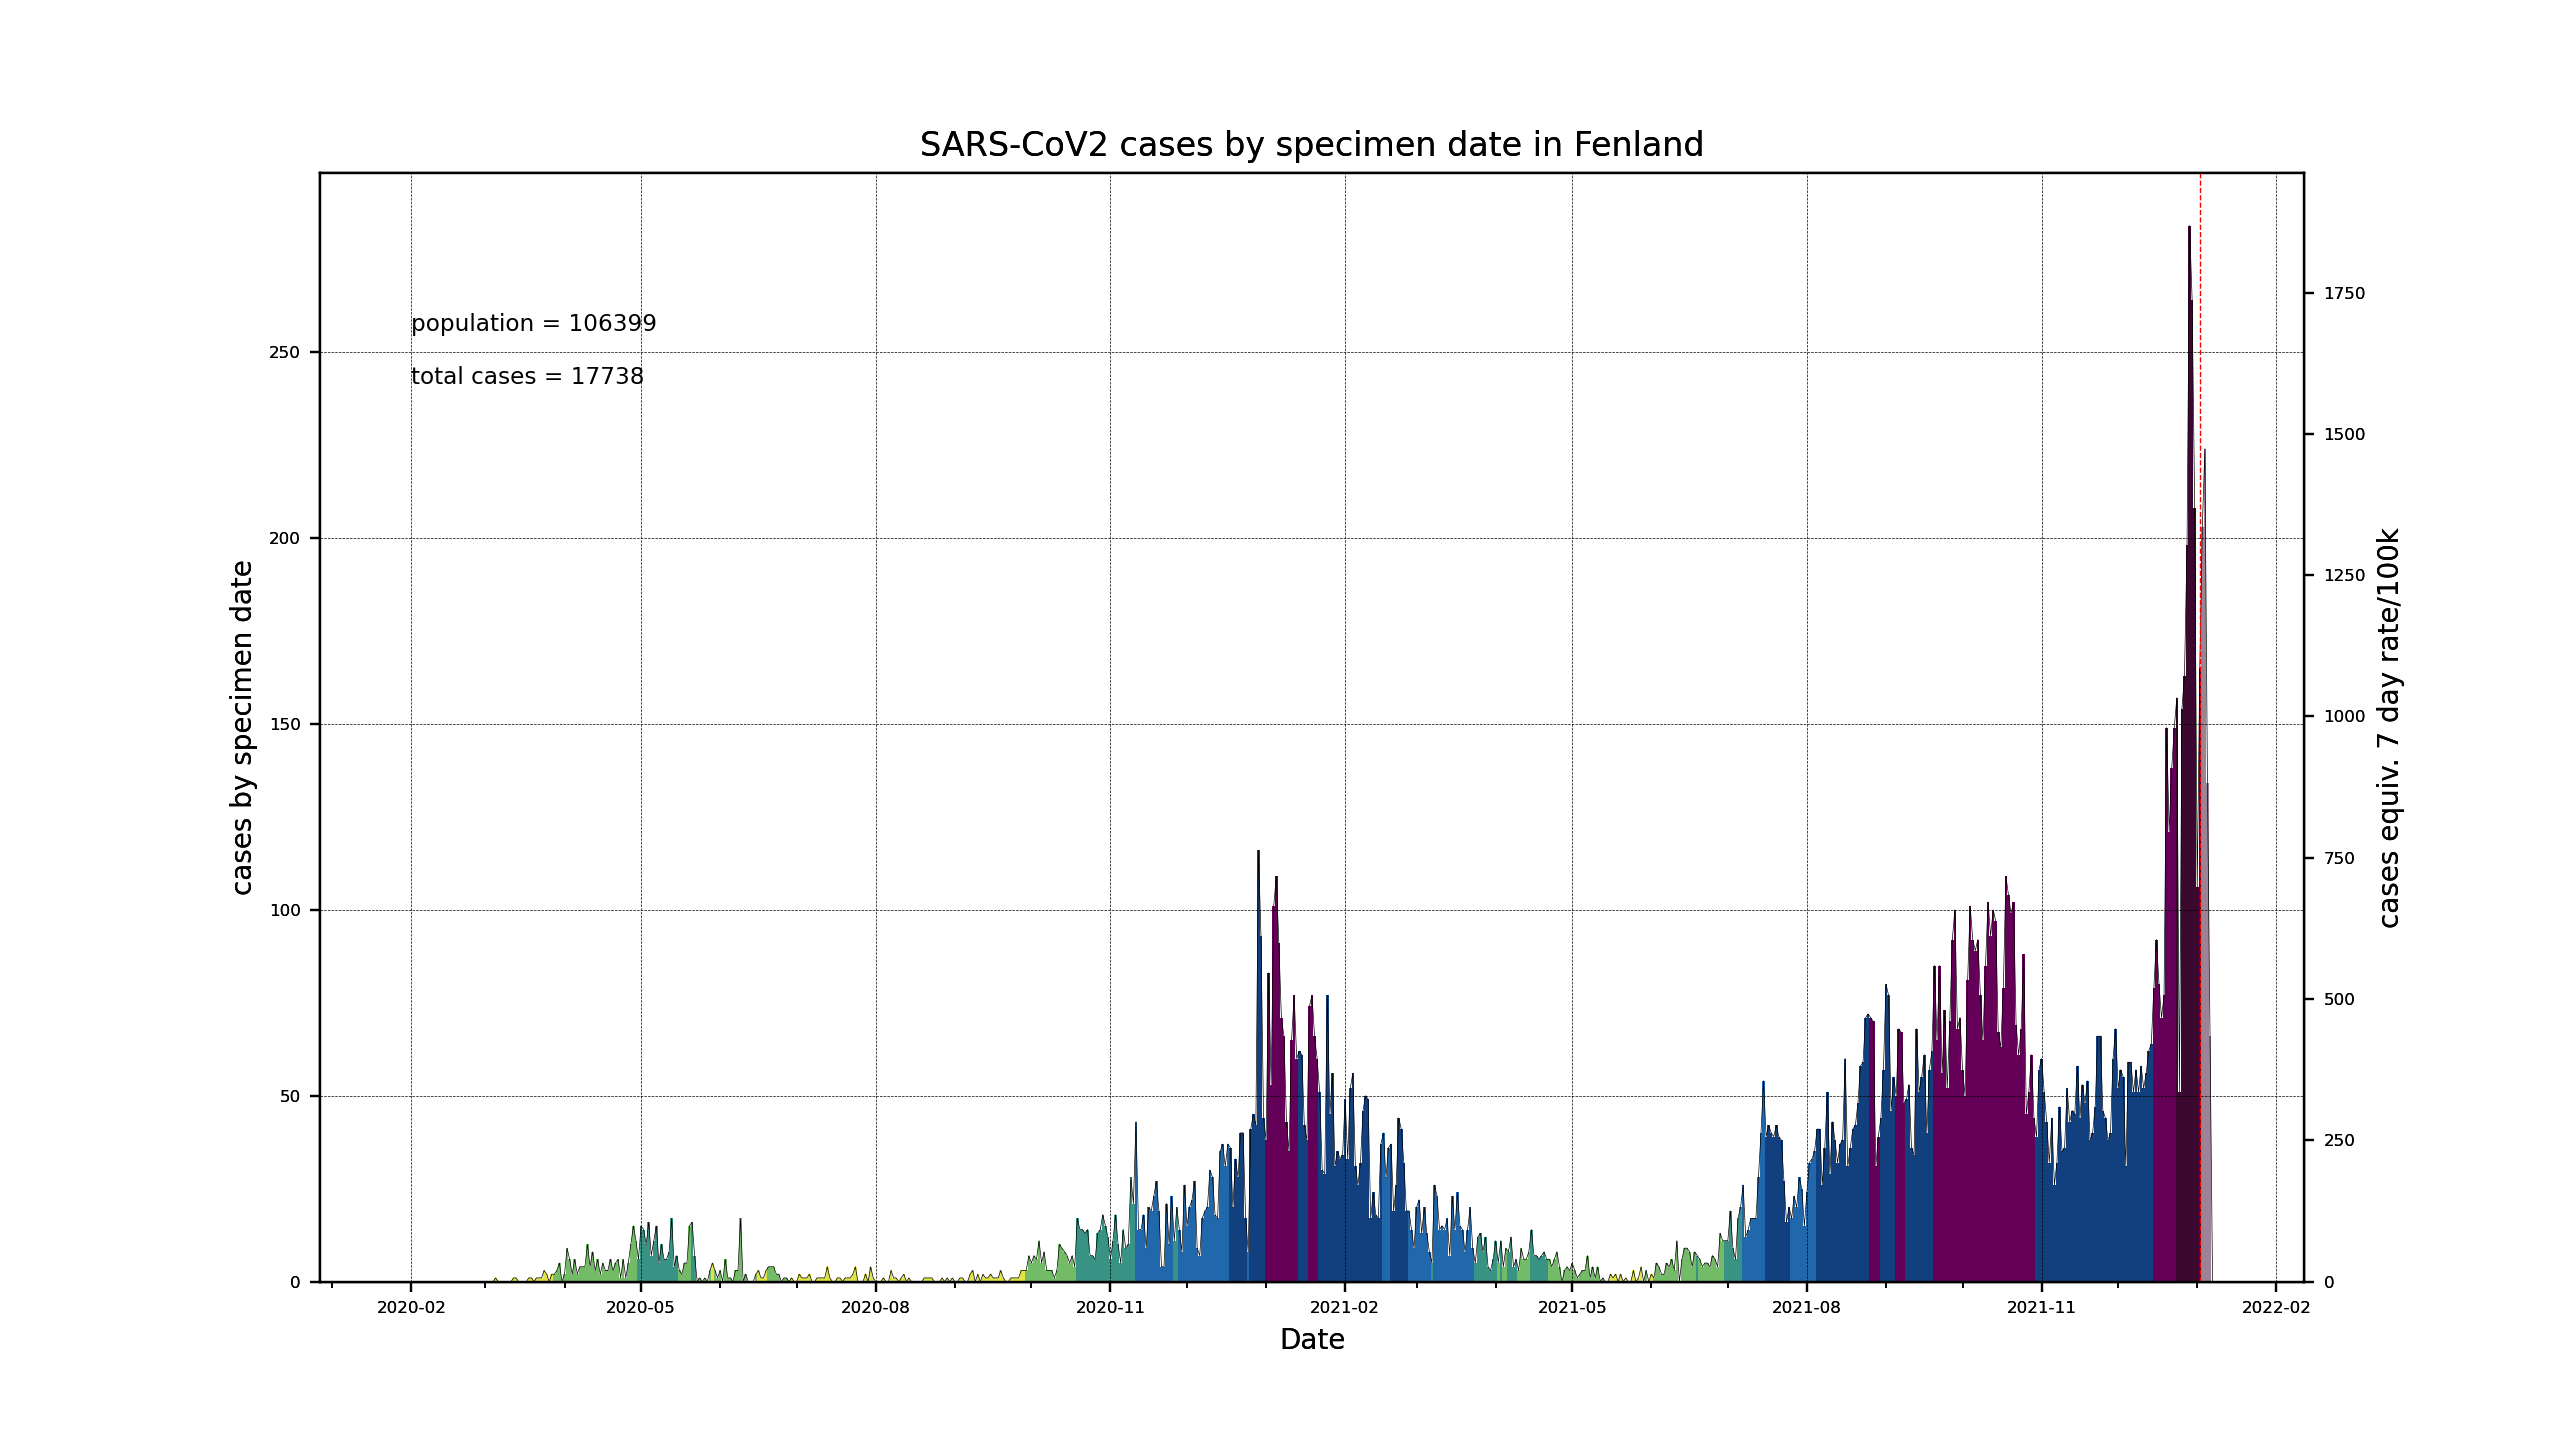 SARS-CoV2 cases by specimen date in Fenland
population = 106399
total cases = 17738
cases by specimen date
250
200
150
100
50
0
1750
1500
1250
1000
750
500
250
0
cases equiv. 7 day rate/100k
2020-02 2020-05 2020-08 2020-11 2021-02 2021-05 2021-08 2021-11 2022-02
Date